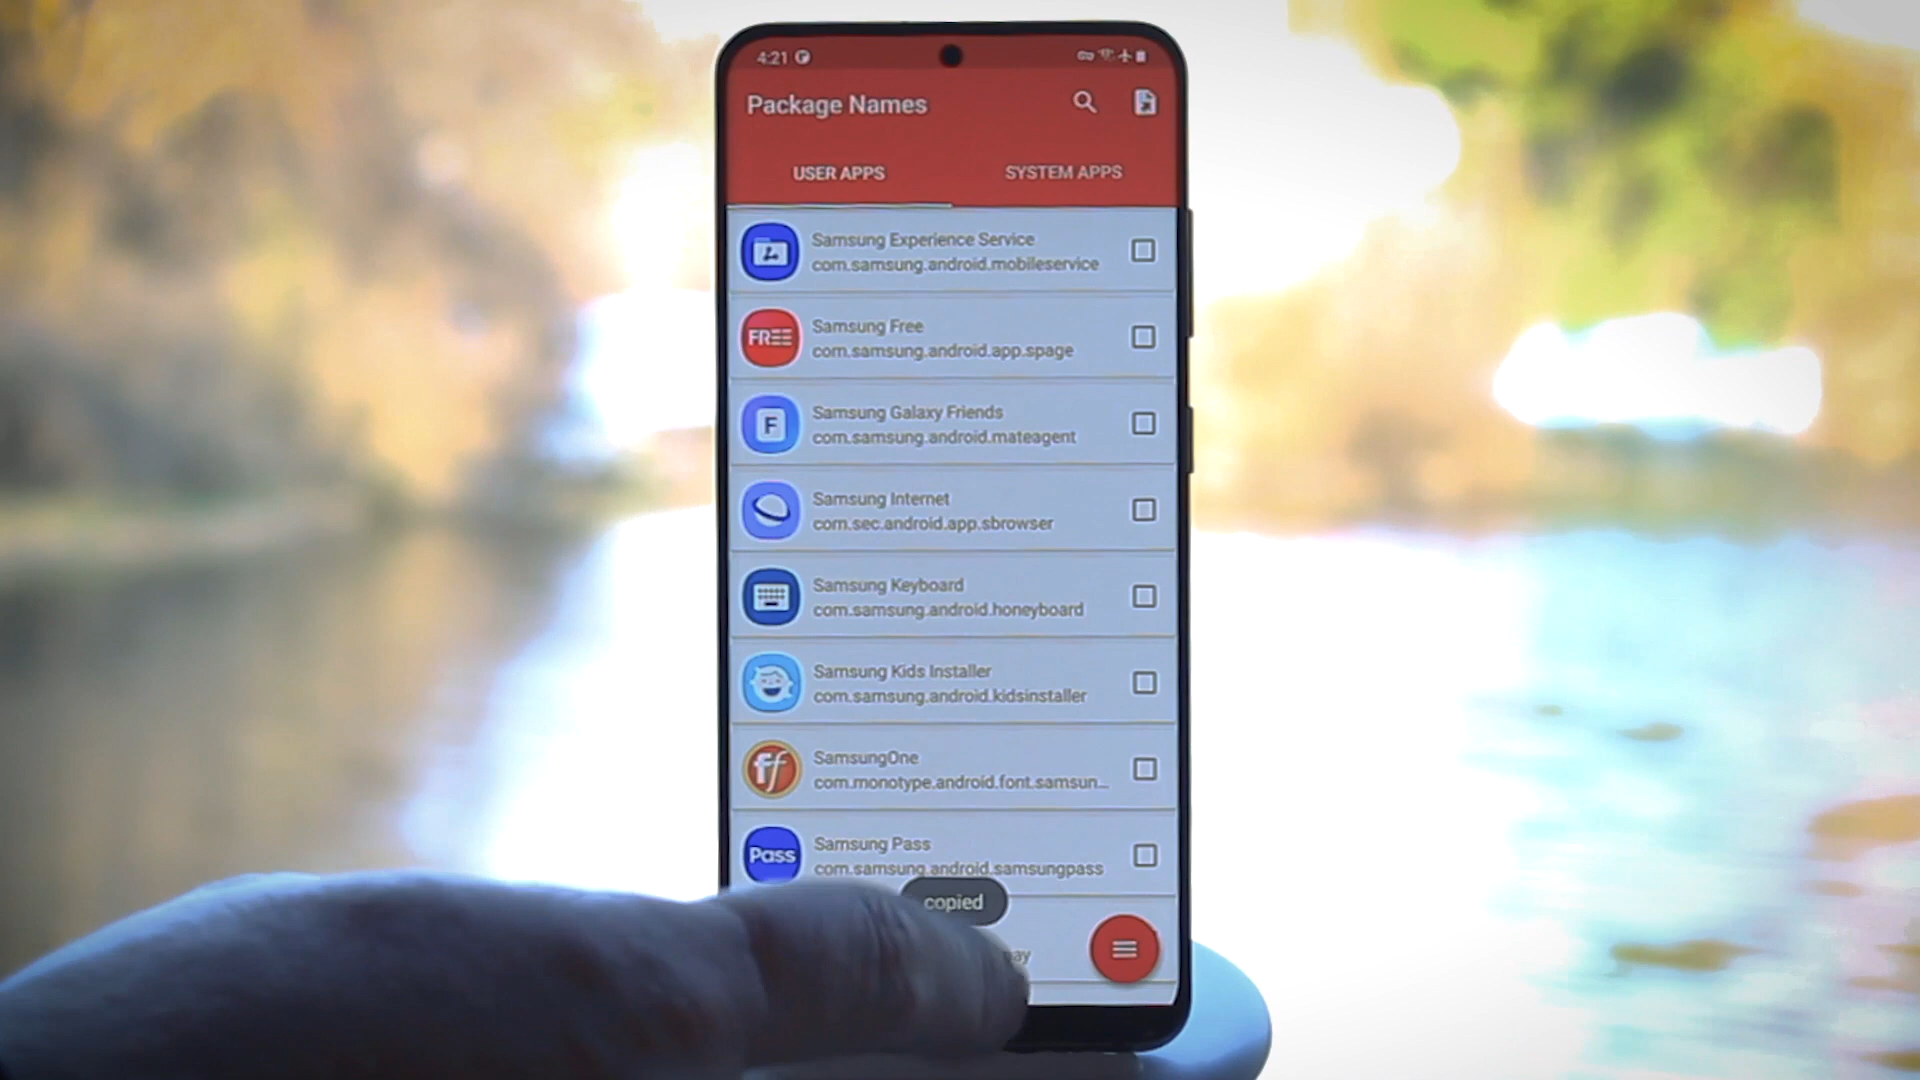 4:21
Package Names
USER APPS SYSTEM APPS
Samsung Experience Service
com.samsung.android.mobileservice
FREE
Samsung Free
com.samsung.android.app.spage
F
Samsung Galaxy Friends
com.samsung.android.mateagent
Samsung Internet
com.sec.android.app.sbrowser
Samsung Keyboard
com.samsung.android.honeyboard
Samsung Kids Installer
com.samsung.android.kidsinstaller
ff
SamsungOne
com.monotype.android.font.samsun...
Pass
Samsung Pass
com.samsung.android.samsungpass
copied